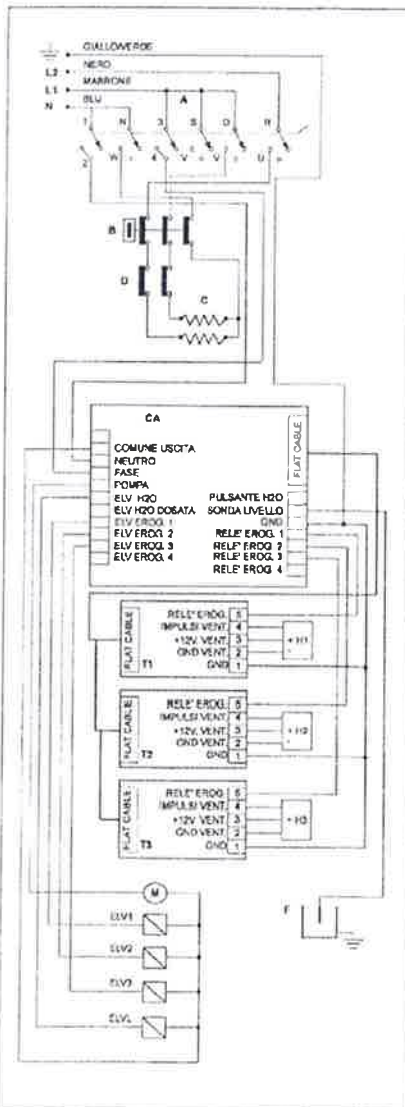 GIALLO/VERDE
L2 NERO
L1 MARRONE
N BLU
A
1 N 3 S D R
2 W 4 V V U
B
D
C
CA
FLAT CABLE
COMUNE USCITA
NEUTRO
FASE
POMPA
ELV H2O PULSANTE H2O
ELV H2O DOSATA SONDA LIVELLO
ELV EROG. 1 GND
ELV EROG. 2 RELE' EROG. 1
ELV EROG. 3 RELE' EROG. 2
ELV EROG. 4 RELE' EROG. 3
RELE' EROG. 4
FLAT CABLE
RELE' EROG. 5
IMPULSI VENT. 4
+12V. VENT. 3
GND VENT. 2
GND 1
T1
+ H1
-
FLAT CABLE
RELE' EROG. 5
IMPULSI VENT. 4
+12V. VENT. 3
GND VENT. 2
GND 1
T2
+ H2
-
FLAT CABLE
RELE' EROG. 5
IMPULSI VENT. 4
+12V. VENT. 3
GND VENT. 2
GND 1
T3
+ H3
-
M
ELV1
ELV2
ELV3
ELVL
F